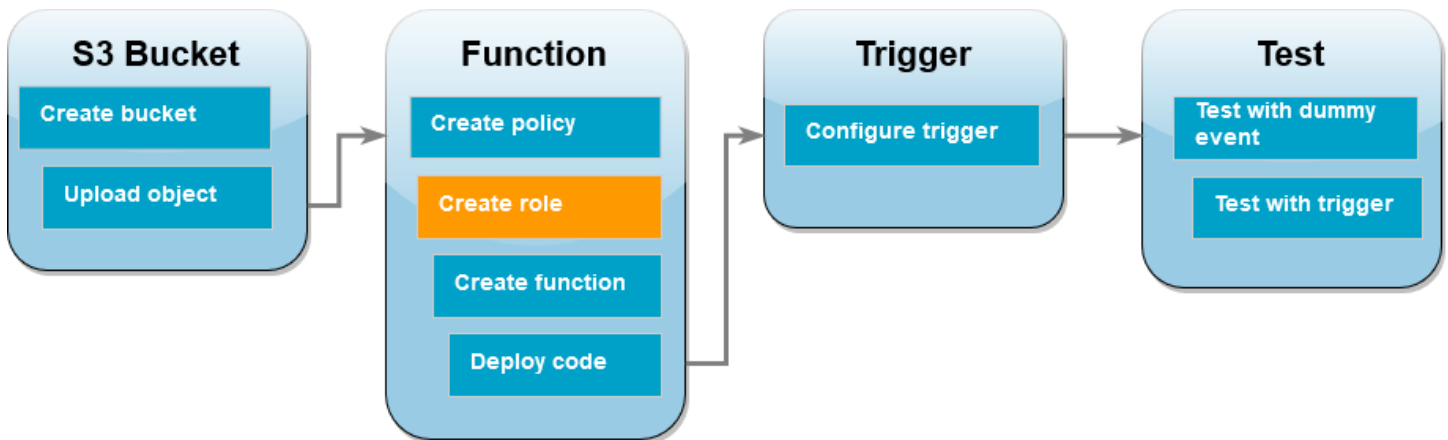 S3 Bucket
Create bucket
Upload object
Function
Create policy
Create role
Create function
Deploy code
Trigger
Configure trigger
Test
Test with dummy
event
Test with trigger